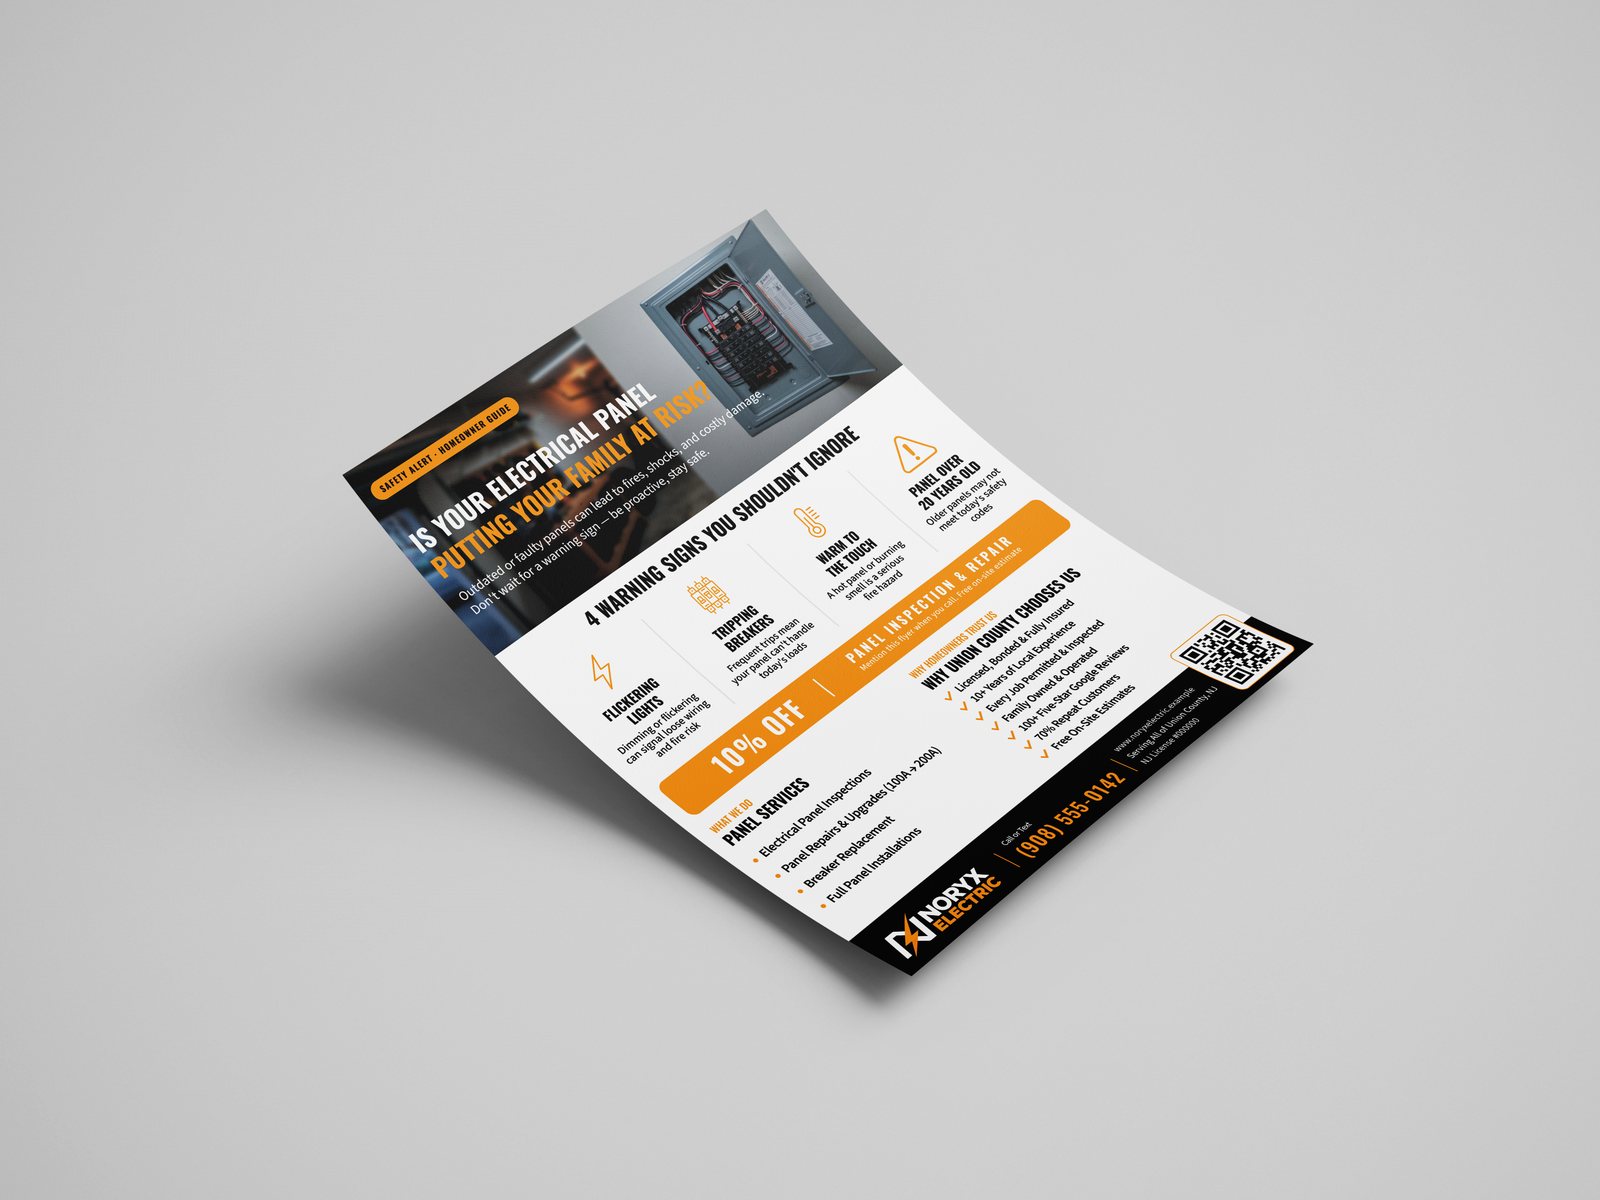 SAFETY ALERT · HOMEOWNER GUIDE
IS YOUR ELECTRICAL PANEL
PUTTING YOUR FAMILY AT RISK?
Outdated or faulty panels can lead to fires, shocks, and costly damage.
Don't wait for a warning sign — be proactive, stay safe.
4 WARNING SIGNS YOU SHOULDN'T IGNORE
FLICKERING
LIGHTS
Dimming or flickering
can signal loose wiring
and fire risk
TRIPPING
BREAKERS
Frequent trips mean
your panel can't handle
today's loads
WARM TO
THE TOUCH
A hot panel or burning
smell is a serious
fire hazard
PANEL OVER
20 YEARS OLD
Older panels may not
meet today's safety
codes
10% OFF
PANEL INSPECTION & REPAIR
Mention this flyer when you call. Free on-site estimate
WHAT WE DO
PANEL SERVICES
• Electrical Panel Inspections
• Panel Repairs & Upgrades (100A → 200A)
• Breaker Replacement
• Full Panel Installations
WHY HOMEOWNERS TRUST US
WHY UNION COUNTY CHOOSES US
✓ Licensed, Bonded & Fully Insured
✓ 10+ Years of Local Experience
✓ Every Job Permitted & Inspected
✓ Family Owned & Operated
✓ 100+ Five-Star Google Reviews
✓ 70% Repeat Customers
✓ Free On-Site Estimates
NORYX
ELECTRIC
Call or Text
(908) 555-0142
www.noryxelectric.example
Serving All of Union County, NJ
NJ License #000000